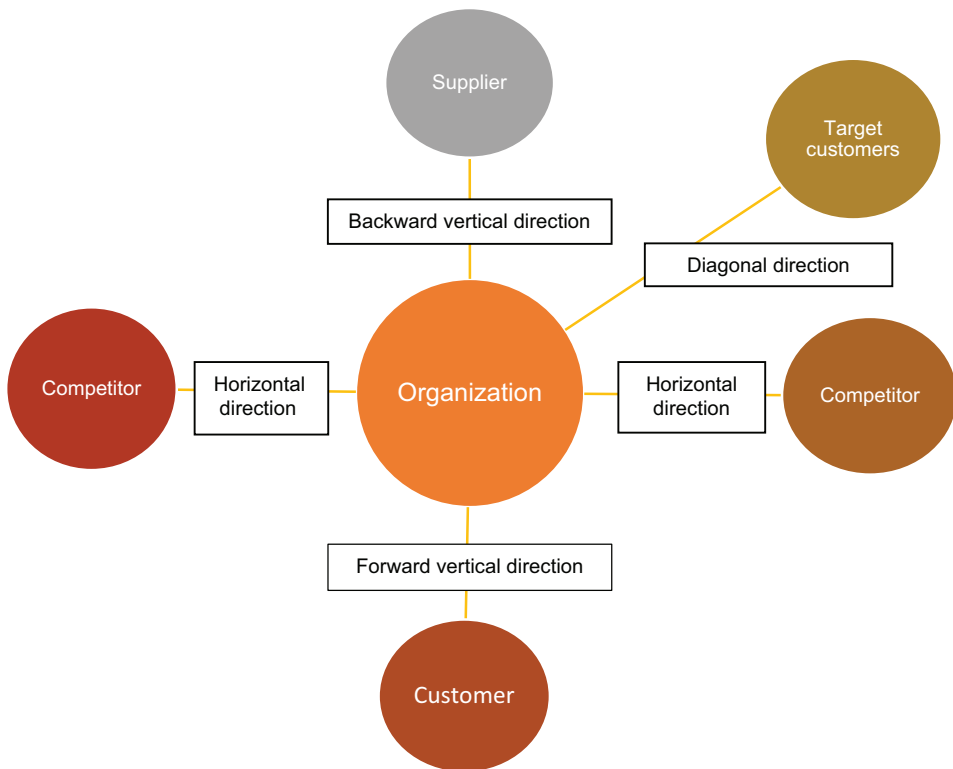 Supplier
Target
customers
Backward vertical direction
Diagonal direction
Competitor
Horizontal
direction
Organization
Horizontal
direction
Competitor
Forward vertical direction
Customer